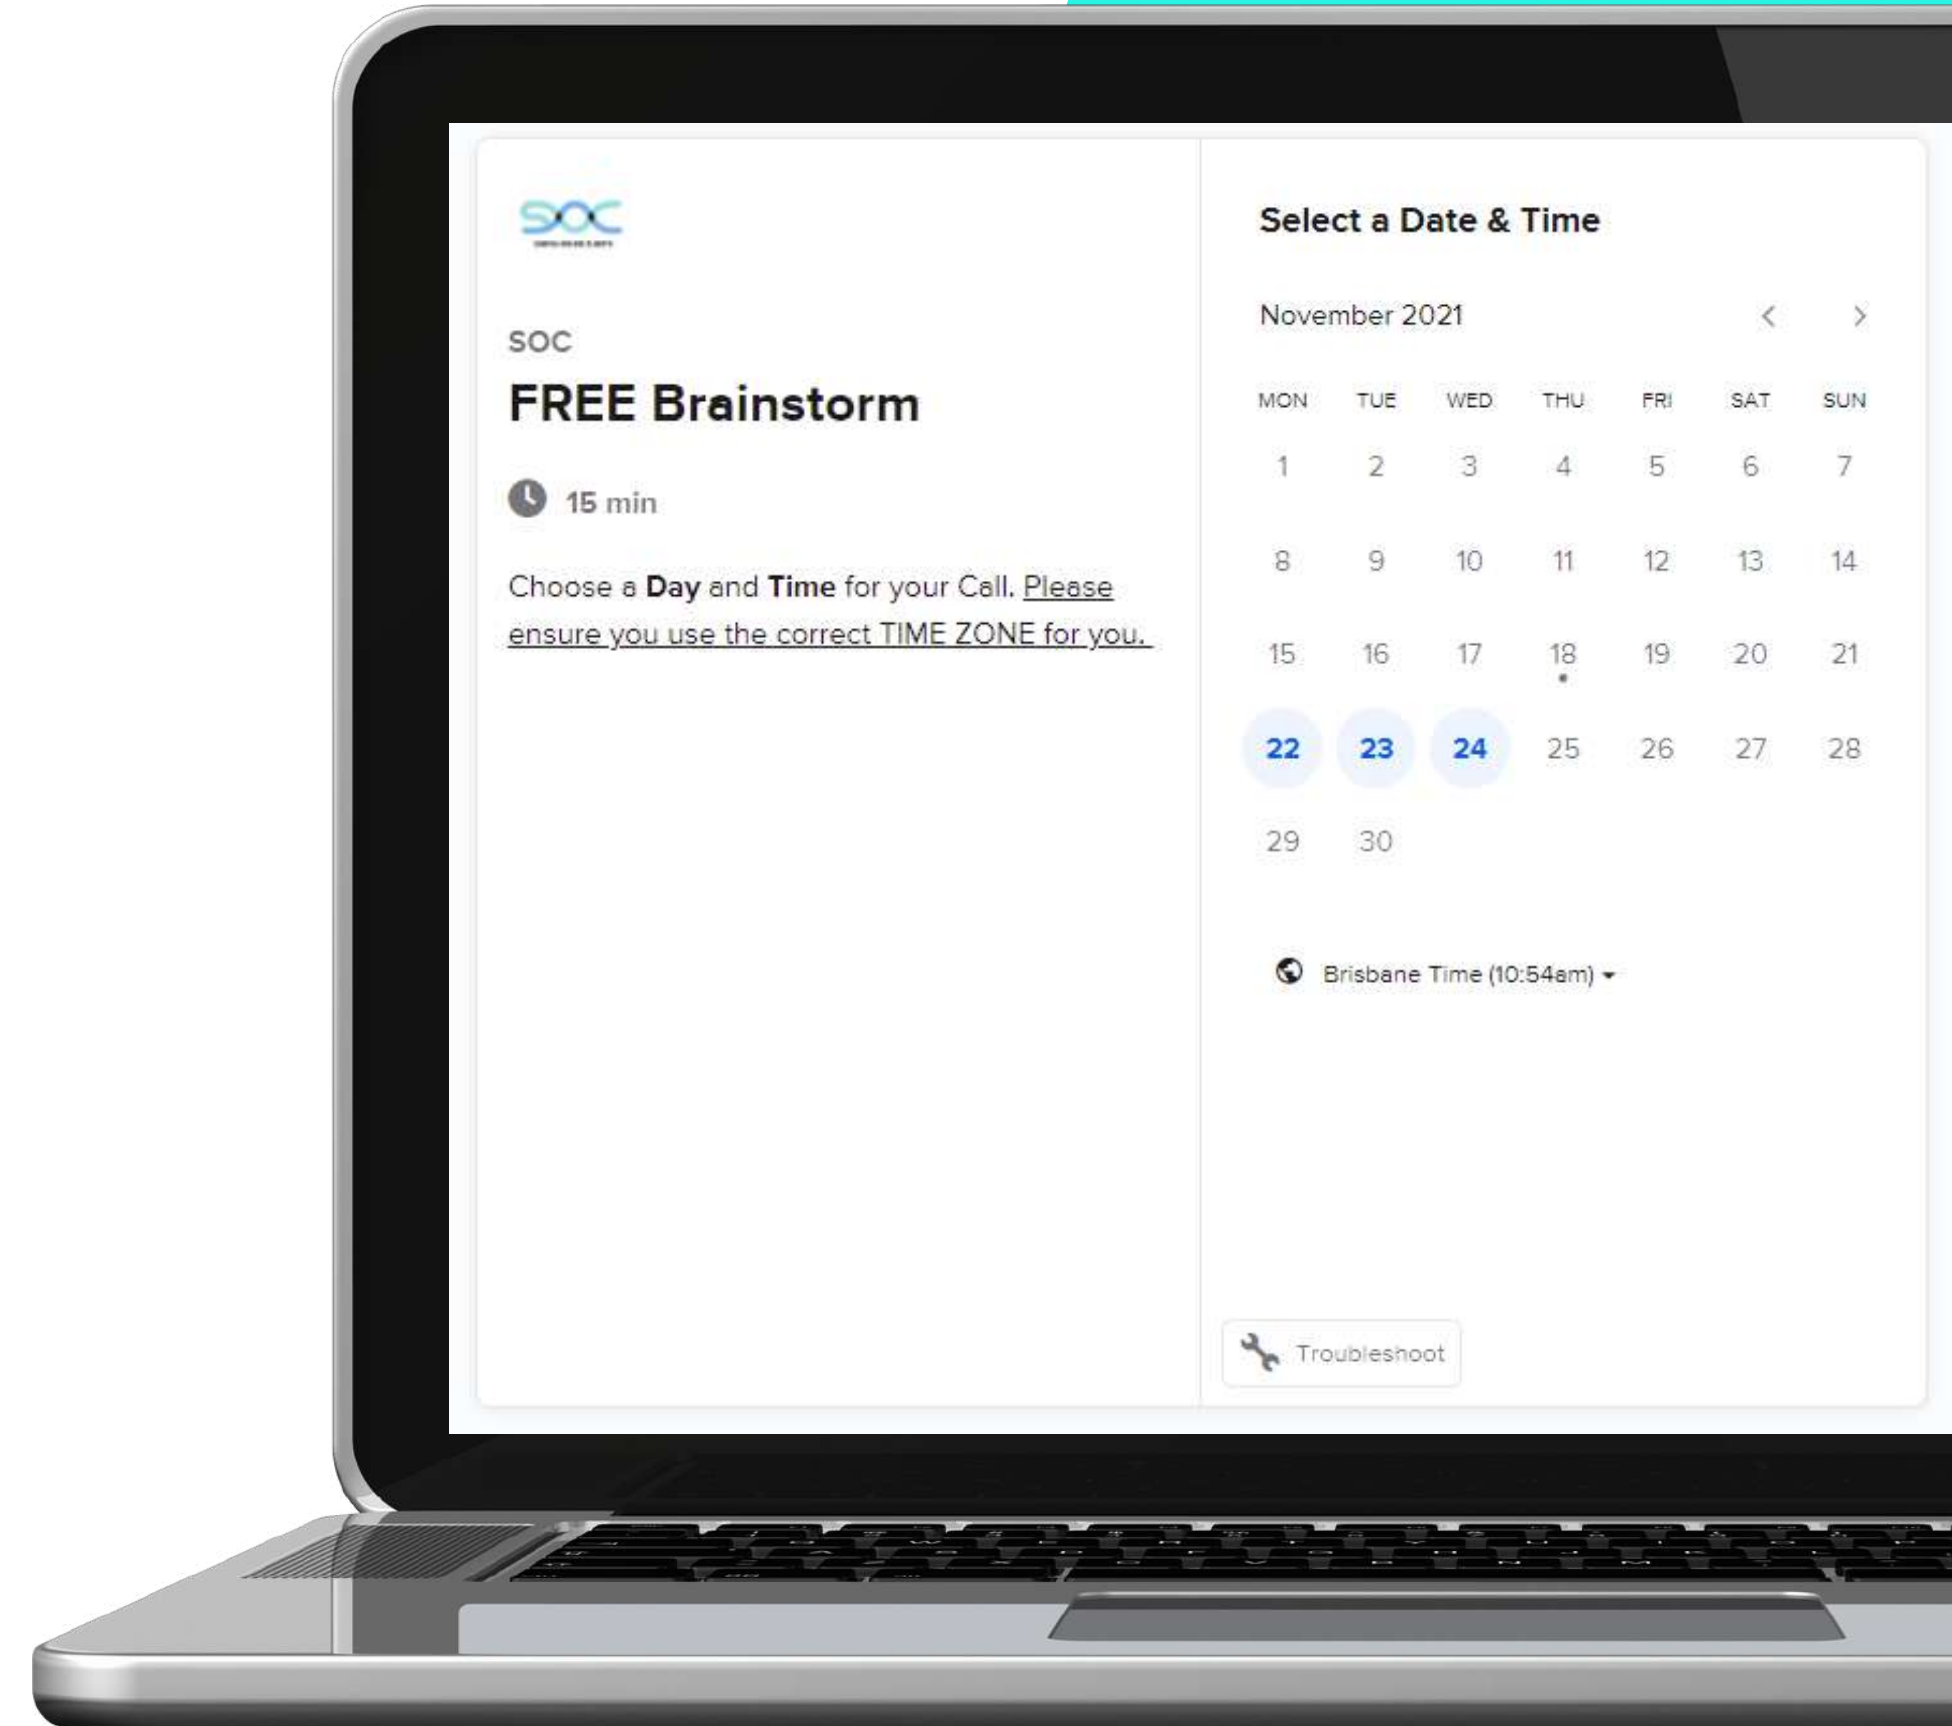 SOC
SOC
FREE Brainstorm
15 min
Choose a Day and Time for your Call. Please
ensure you use the correct TIME ZONE for you.
Select a Date & Time
November 2021
< >
MON TUE WED THU FRI SAT SUN
1 2 3 4 5 6 7
8 9 10 11 12 13 14
15 16 17 18 19 20 21
22 23 24 25 26 27 28
29 30
Brisbane Time (10:54am)
Troubleshoot